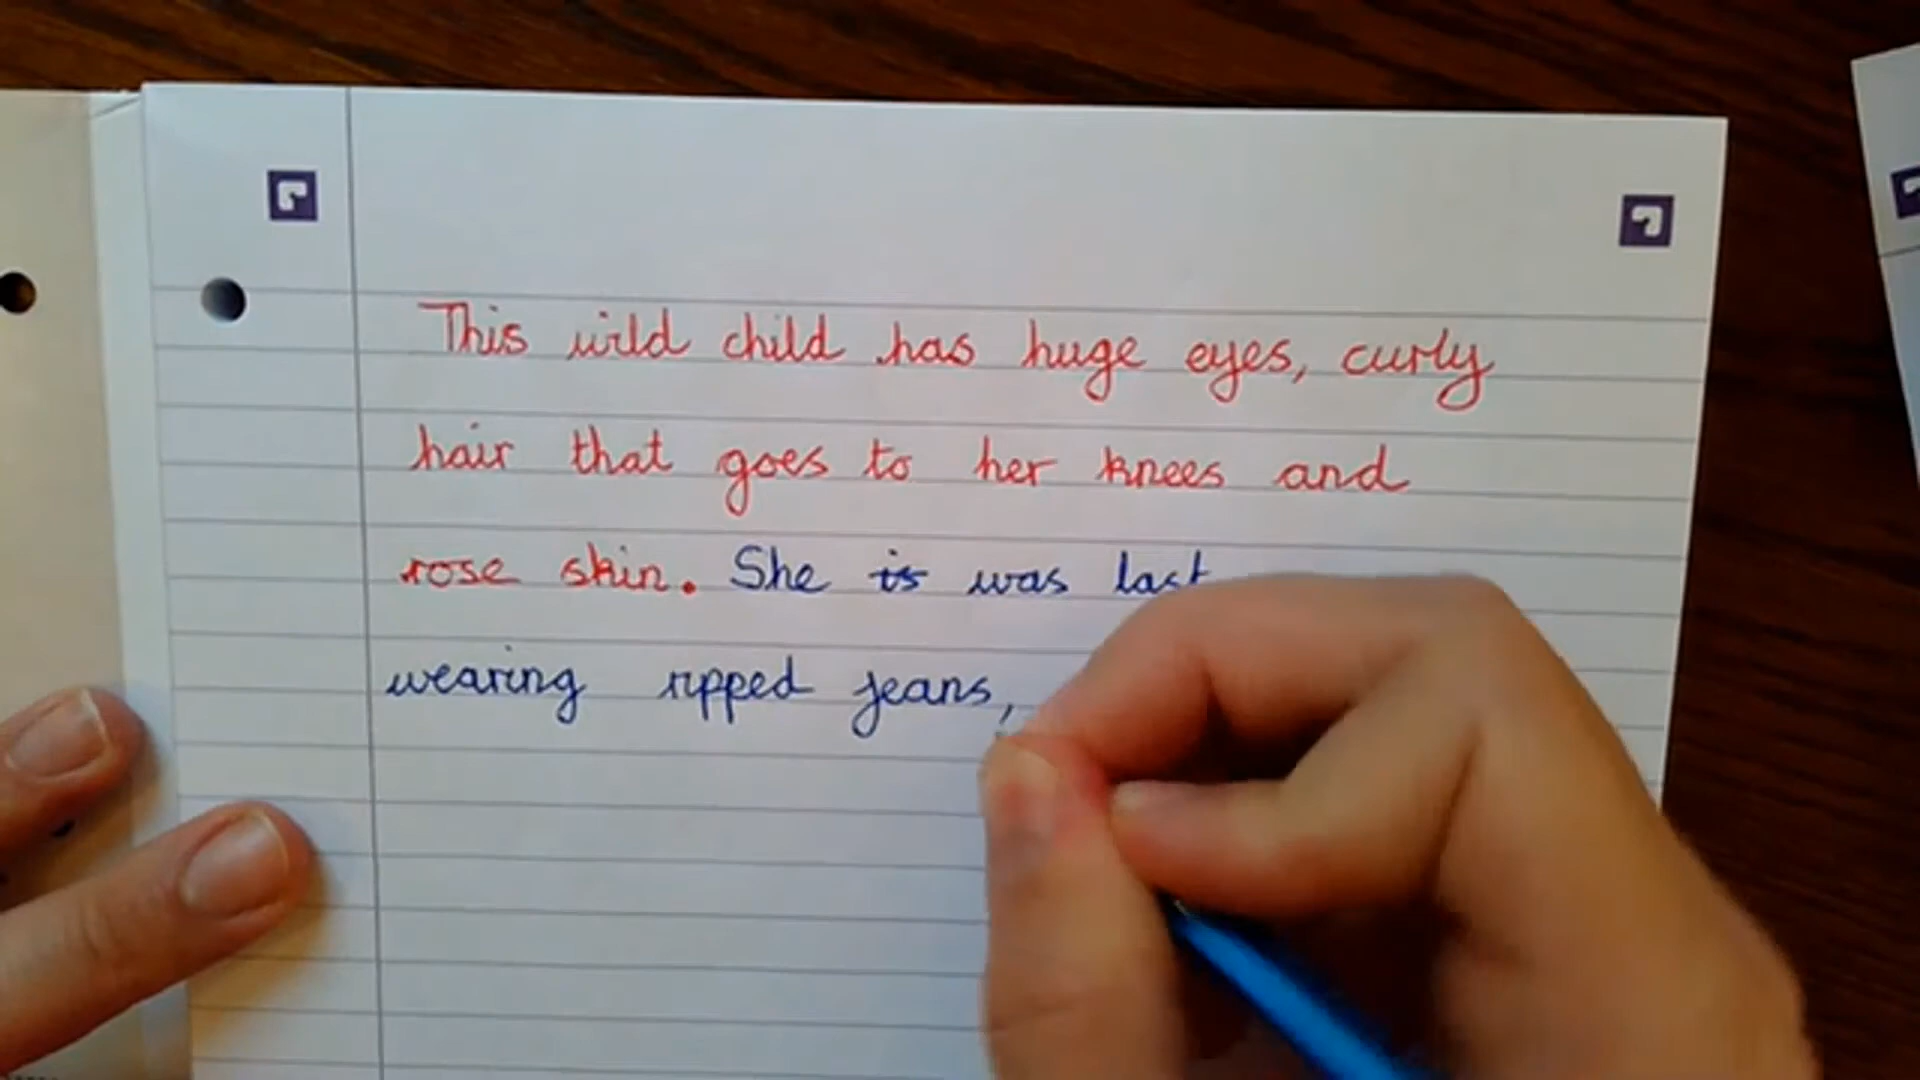 This wild child has huge eyes, curly
hair that goes to her knees and
rose skin. She is was last
wearing ripped jeans,